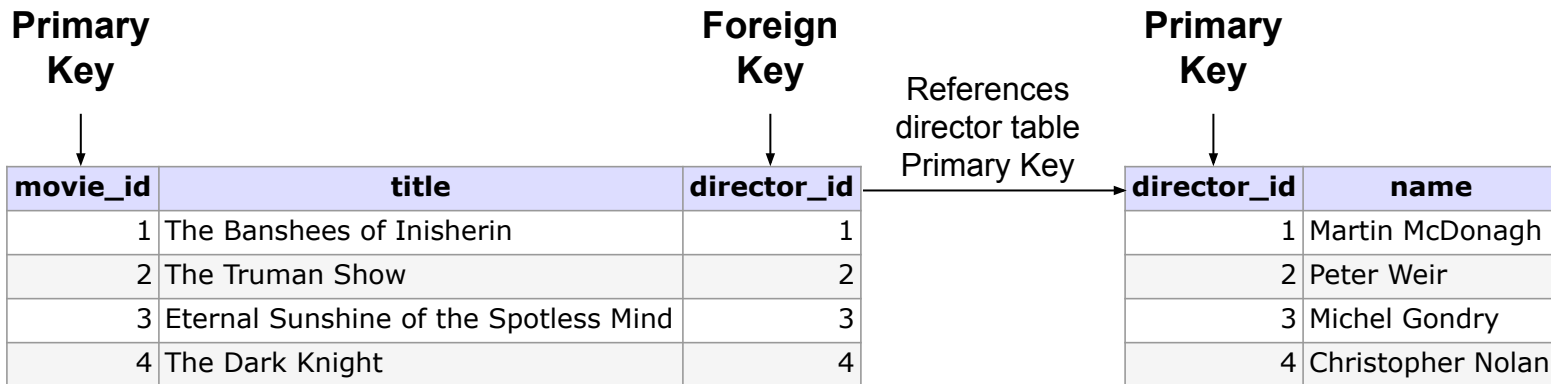 Primary
Key
Foreign
Key
References
director table
Primary Key
Primary
Key
movie_id title director_id
1 The Banshees of Inisherin 1
2 The Truman Show 2
3 Eternal Sunshine of the Spotless Mind 3
4 The Dark Knight 4
director_id name
1 Martin McDonagh
2 Peter Weir
3 Michel Gondry
4 Christopher Nolan